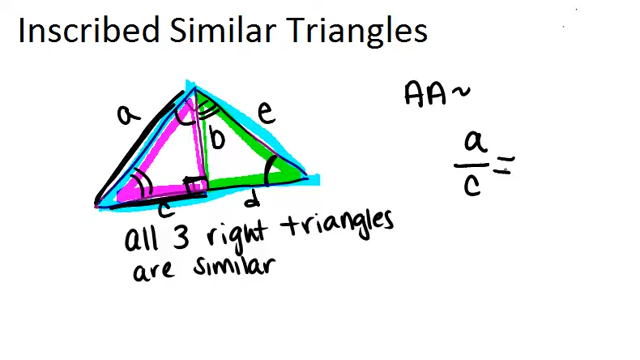 Inscribed Similar Triangles
AA~
a
e
b
a
c =
c
d
all 3 right triangles
are similar